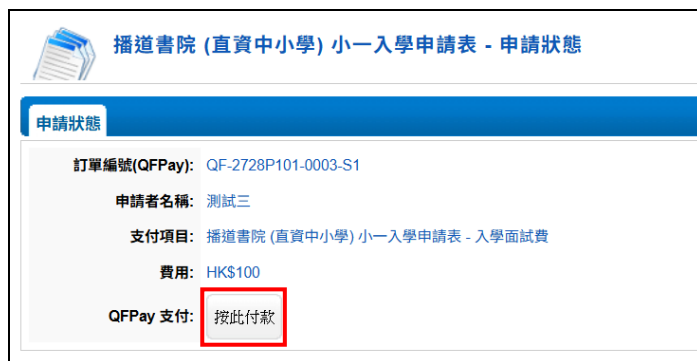 播道書院 (直資中小學) 小一入學申請表 - 申請狀態
申請狀態
訂單編號(QFPay): QF-2728P101-0003-S1
申請者名稱: 測試三
支付項目: 播道書院 (直資中小學) 小一入學申請表 - 入學面試費
費用: HK$100
QFPay 支付: 按此付款